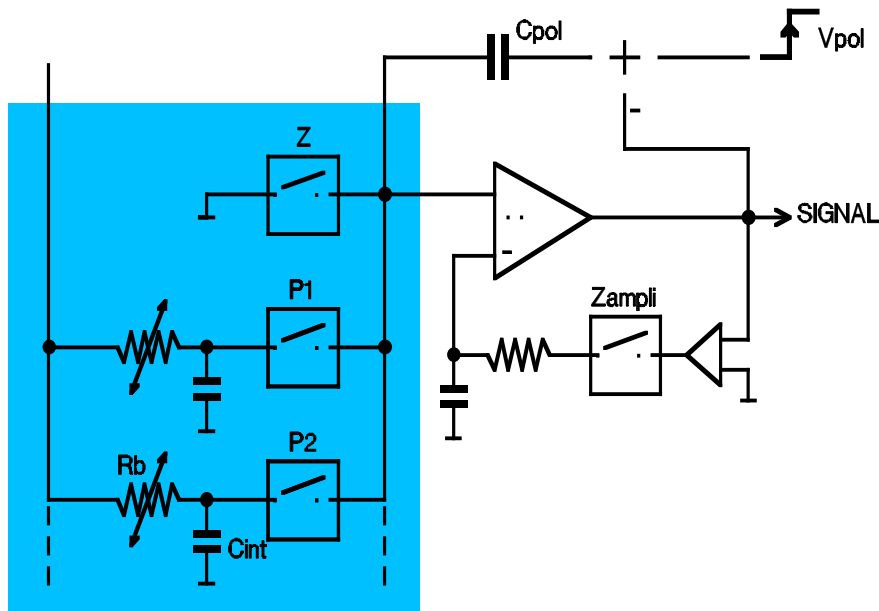 Cpol
Vpol
+
-
Z
SIGNAL
-
P1
Zampli
P2
Rb
Cint